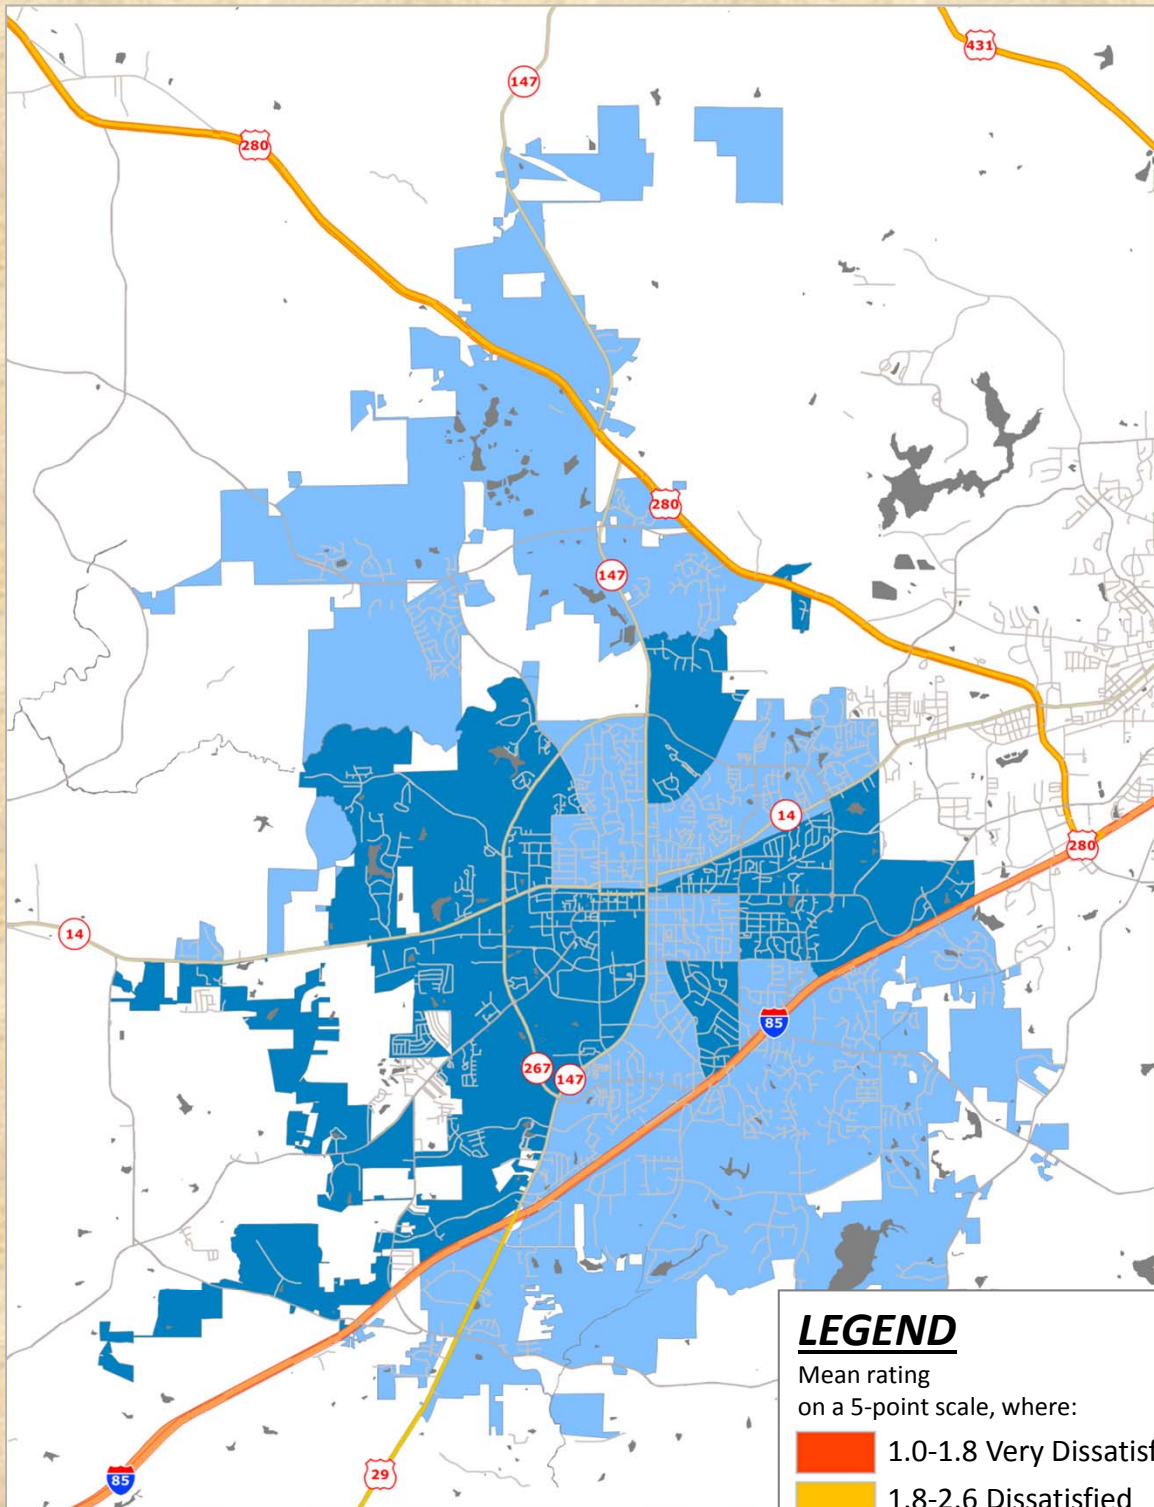 147
431
280
280
147
14
280
14
85
267
147
29
85
LEGEND
Mean rating
on a 5-point scale, where:
1.0-1.8 Very Dissatisf
1.8-2.6 Dissatisfied